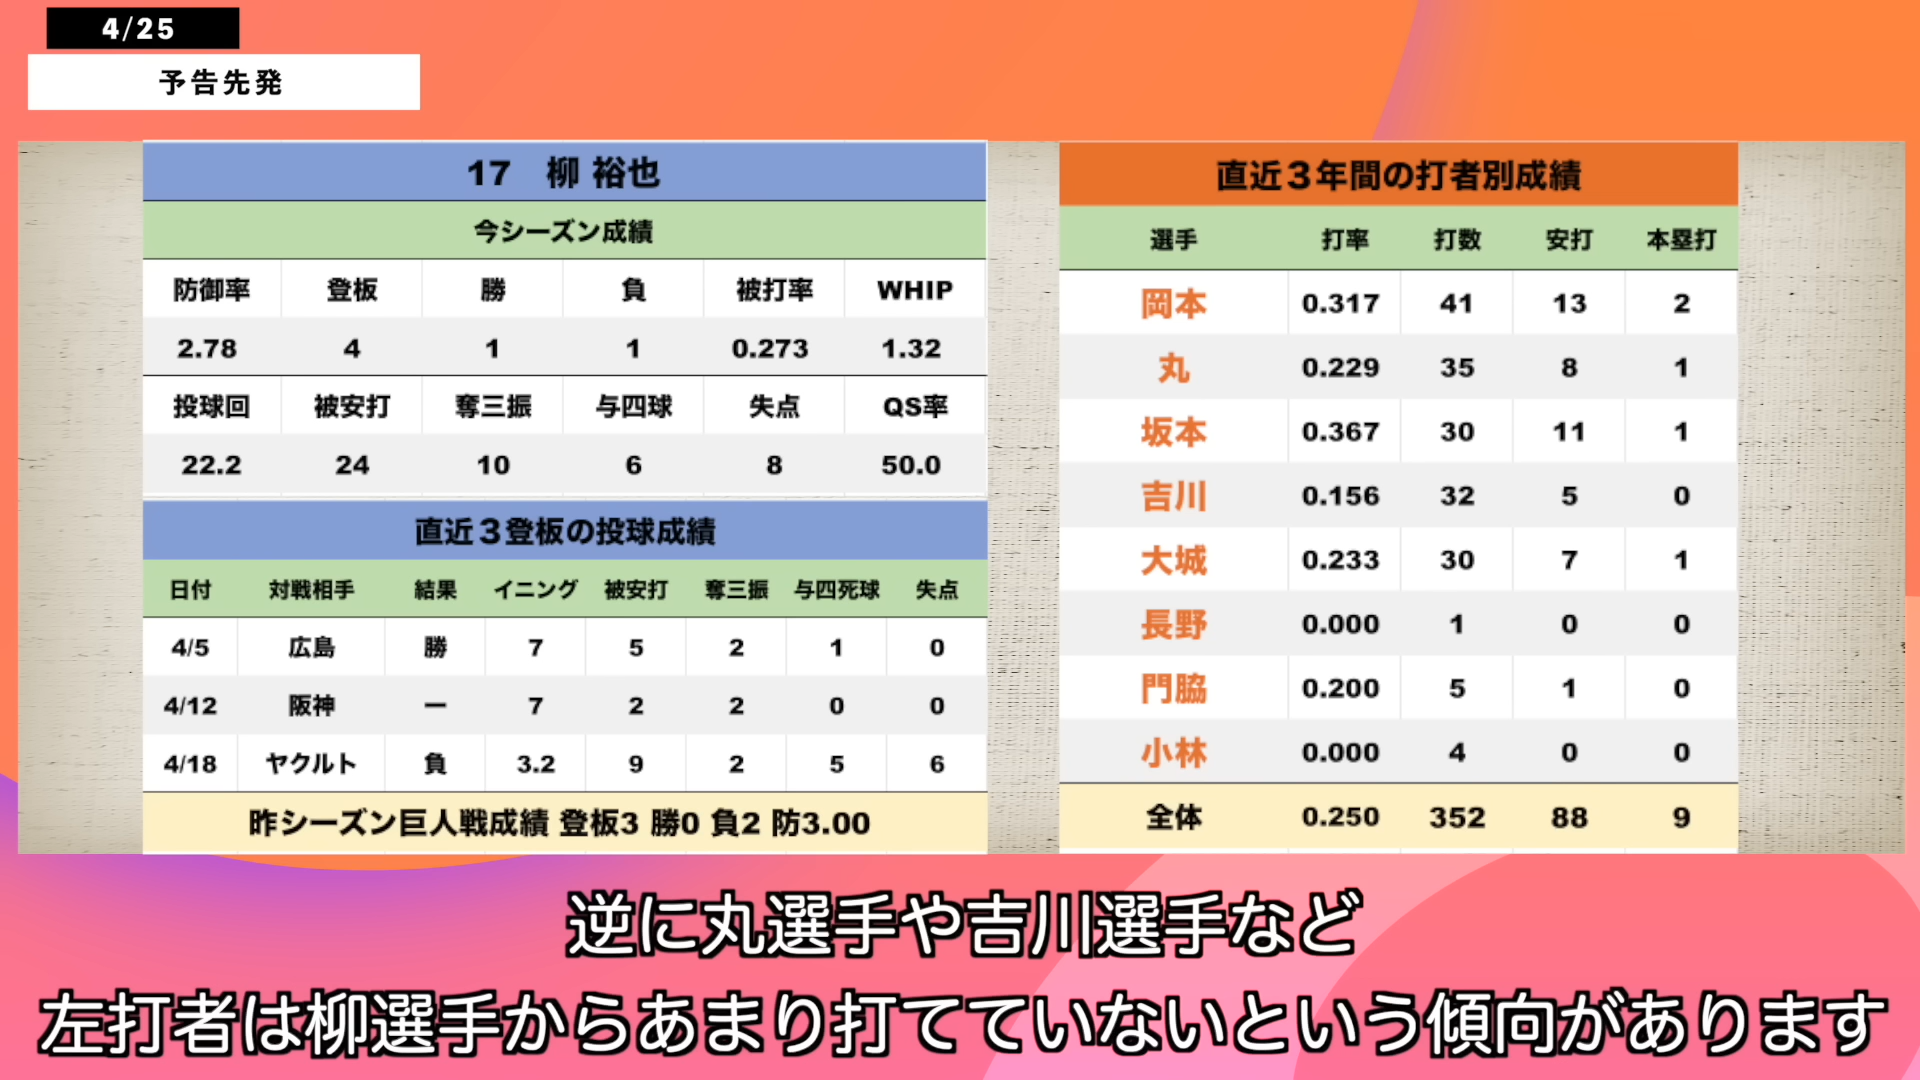 4/25
予告先発
17 柳 裕也
今シーズン成績
防御率 登板 勝 負 被打率 WHIP
2.78 4 1 1 0.273 1.32
投球回 被安打 奪三振 与四球 失点 QS率
22.2 24 10 6 8 50.0
直近3登板の投球成績
日付 対戦相手 結果 イニング 被安打 奪三振 与四死球 失点
4/5 広島 勝 7 5 2 1 0
4/12 阪神 ー 7 2 2 0 0
4/18 ヤクルト 負 3.2 9 2 5 6
昨シーズン巨人戦成績 登板3 勝0 負2 防3.00
直近3年間の打者別成績
選手 打率 打数 安打 本塁打
岡本 0.317 41 13 2
丸 0.229 35 8 1
坂本 0.367 30 11 1
吉川 0.156 32 5 0
大城 0.233 30 7 1
長野 0.000 1 0 0
門脇 0.200 5 1 0
小林 0.000 4 0 0
全体 0.250 352 88 9
逆に丸選手や吉川選手など
左打者は柳選手からあまり打てていないという傾向があります